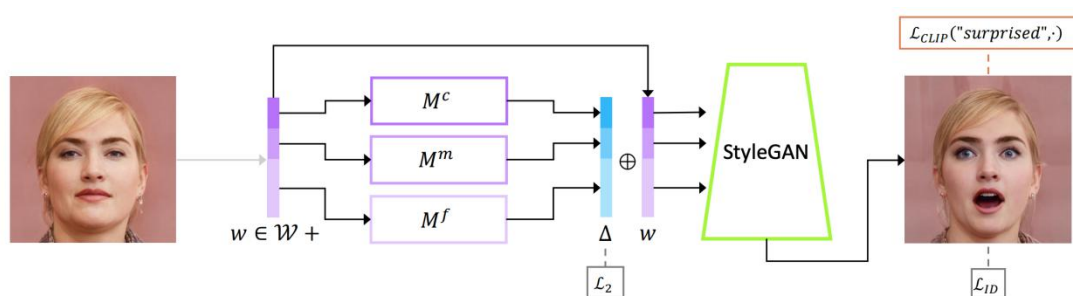 ℒ_CLIP("surprised",·)
M^c
M^m
M^f
StyleGAN
⊕
w ∈ 𝒲 +
Δ
w
ℒ_2
ℒ_ID